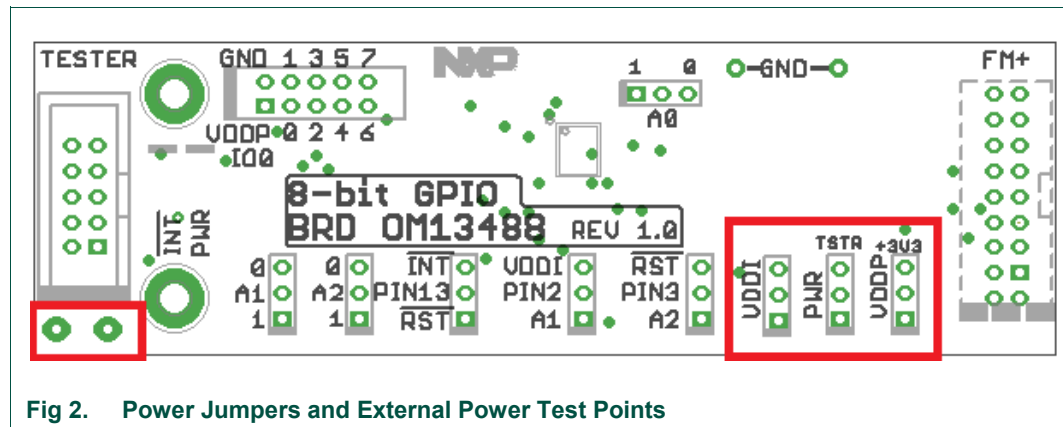 TESTER
GND 1 3 5 7
NXP
1 0
GND
FM+
A0
VDDP 0 2 4 6
IO0
8-bit GPIO
BRD OM13488 REV 1.0
INT
PWR
0
A1
1
0
A2
1
INT
PIN13
RST
VDDI
PIN2
A1
RST
PIN3
A2
VDDI
TSTR
PWR
+3V3
VDDP
Fig 2. Power Jumpers and External Power Test Points